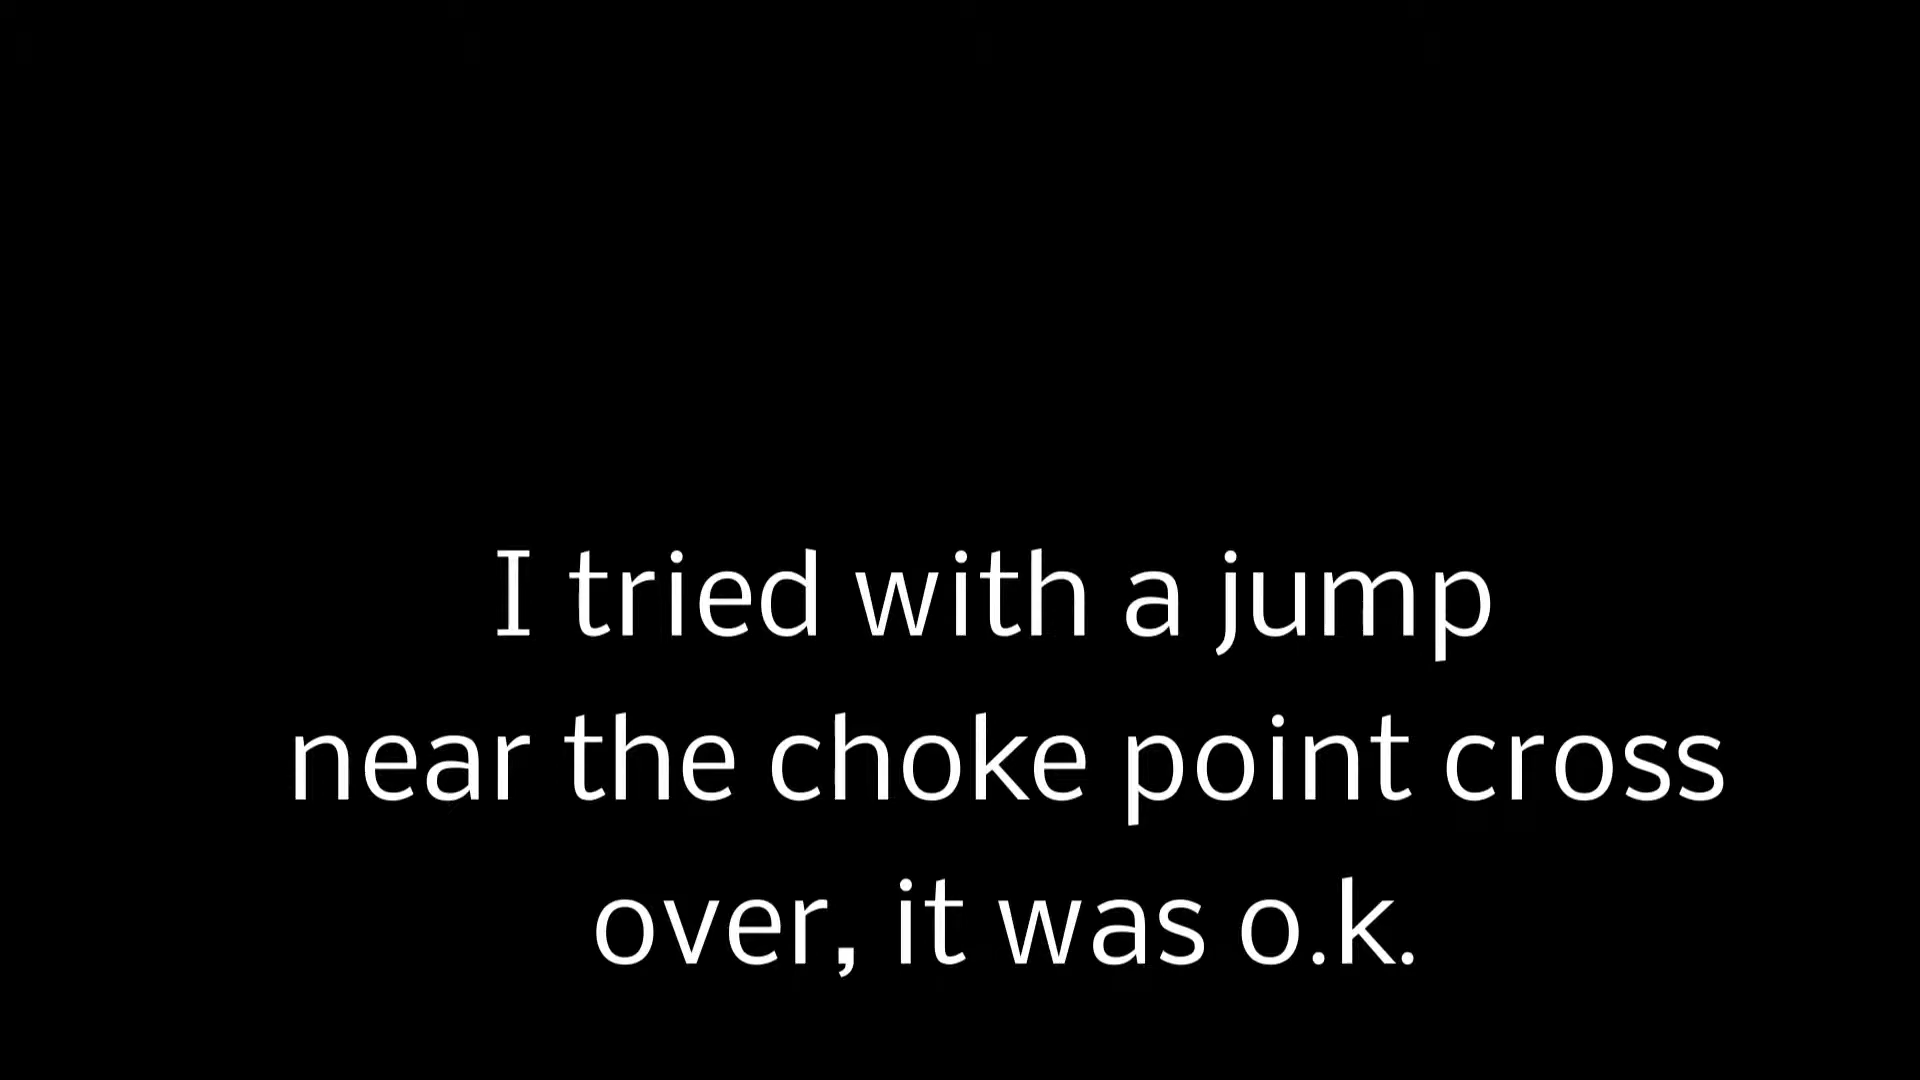 I tried with a jump
near the choke point cross
over, it was o.k.